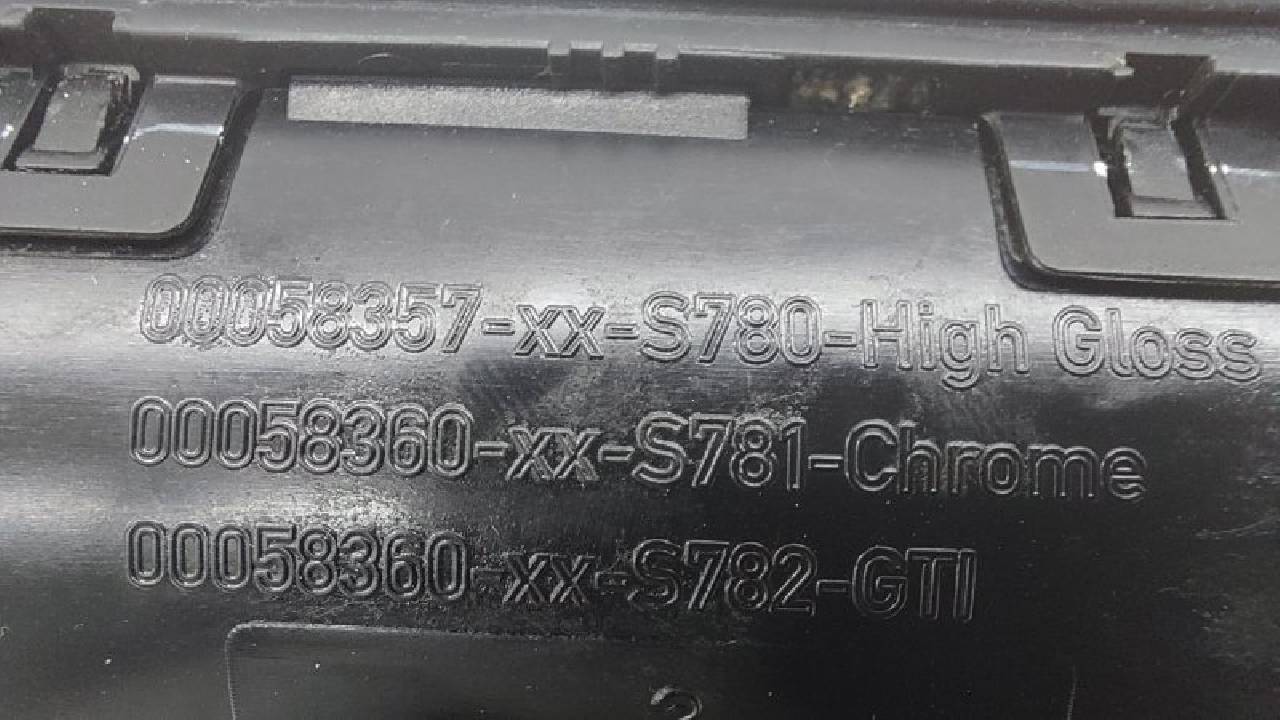 00058357-xx-S780-High Gloss
00058360-xx-S781-Chrome
00058360-xx-S782-GTI